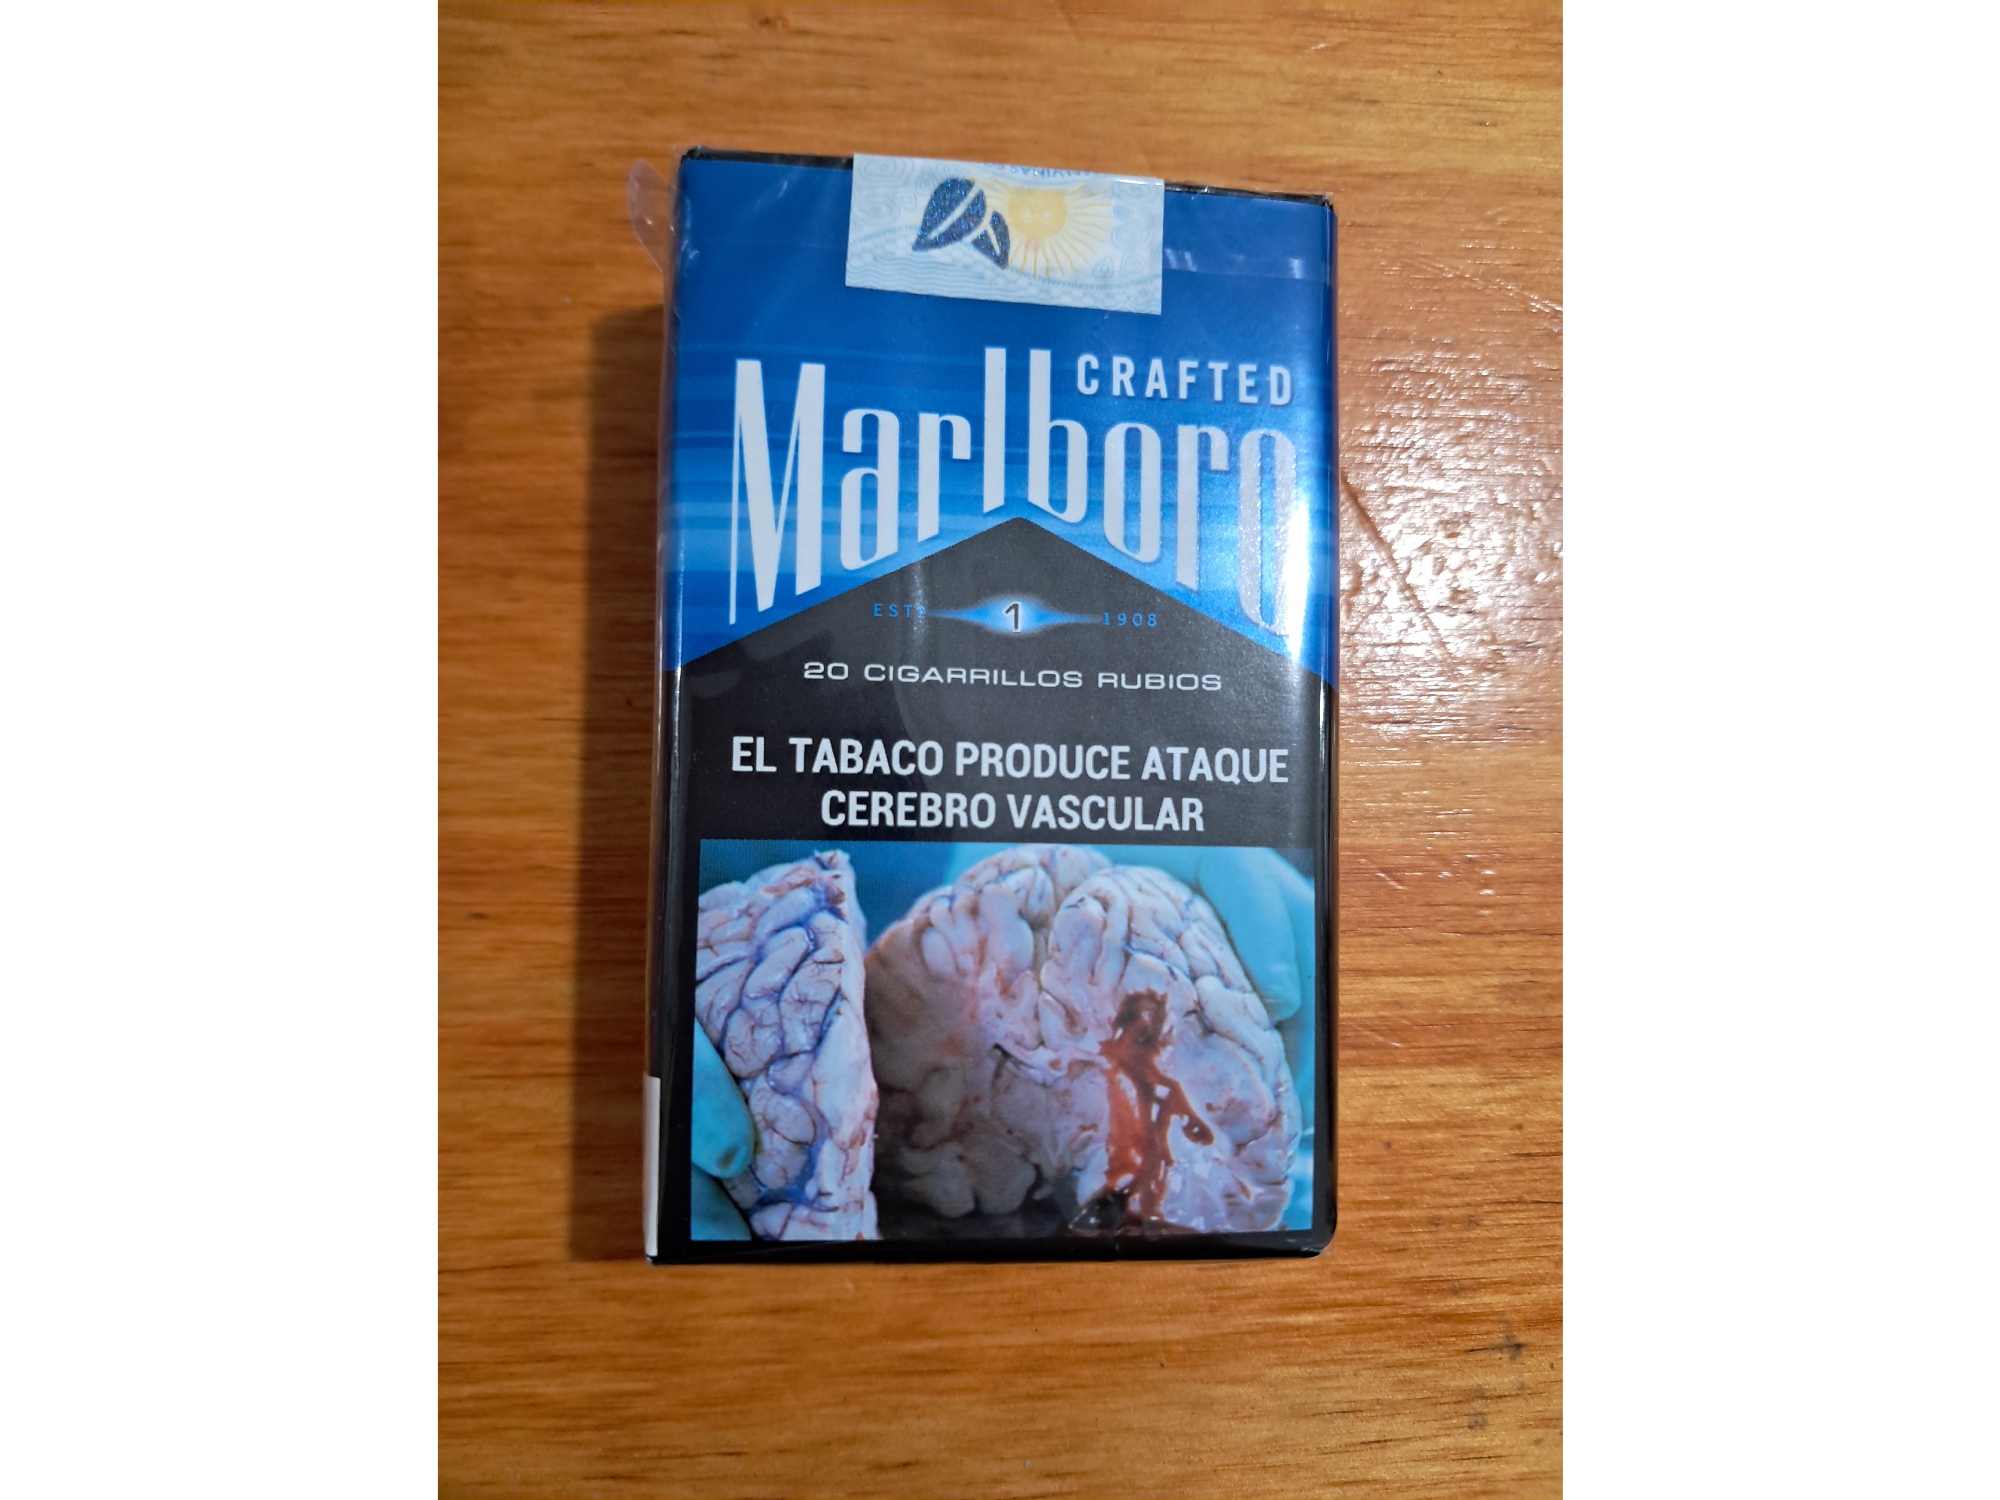 CRAFTED
Marlboro
ESTD 1 1908
20 CIGARRILLOS RUBIOS
EL TABACO PRODUCE ATAQUE
CEREBRO VASCULAR